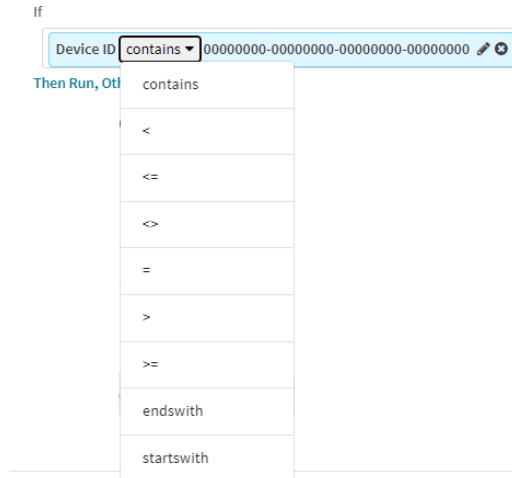 If
Device ID contains 00000000-00000000-00000000-00000000
Then Run, Oth
contains
<
<=
<>
=
>
>=
endswith
startswith